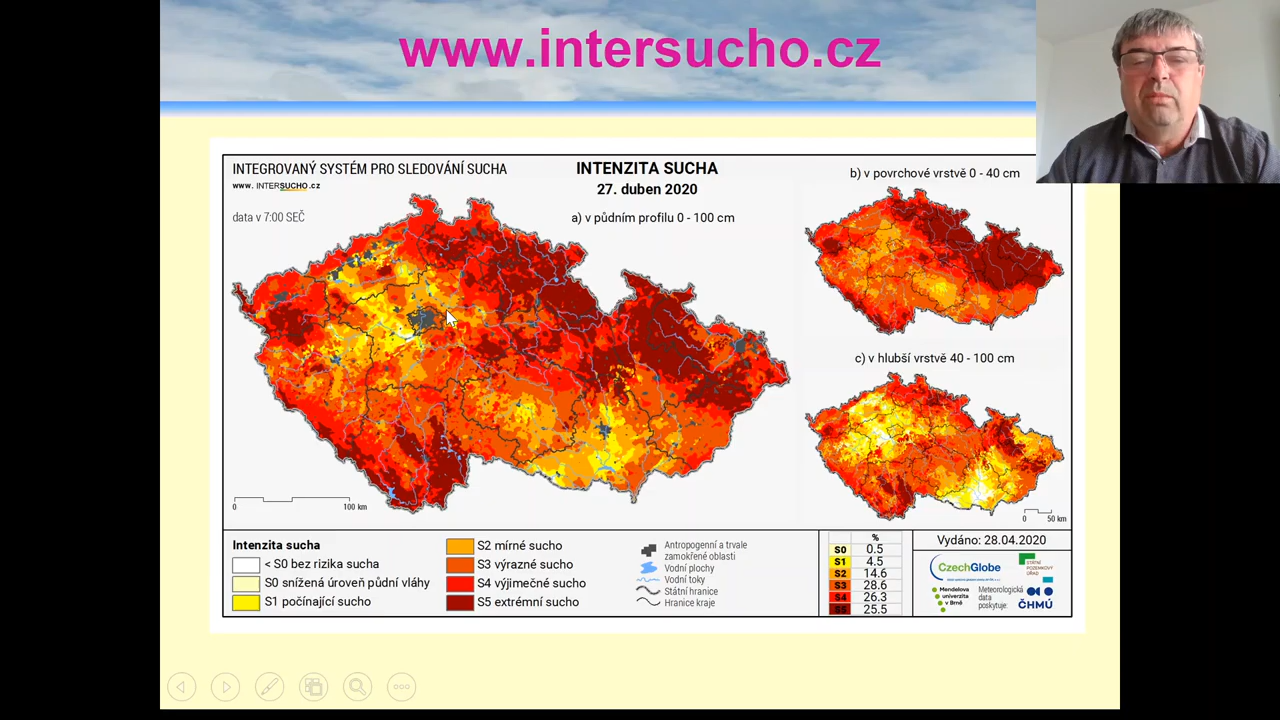 www.intersucho.cz
INTEGROVANÝ SYSTÉM PRO SLEDOVÁNÍ SUCHA
www. INTERSUCHO.cz
data v 7:00 SEČ
INTENZITA SUCHA
27. duben 2020
a) v půdním profilu 0 - 100 cm
b) v povrchové vrstvě 0 - 40 cm
c) v hlubší vrstvě 40 - 100 cm
0 100 km
0 50 km
Intenzita sucha
< S0 bez rizika sucha
S0 snížená úroveň půdní vláhy
S1 počínající sucho
S2 mírné sucho
S3 výrazné sucho
S4 výjimečné sucho
S5 extrémní sucho
Antropogenní a trvale
zamokřené oblasti
Vodní plochy
Vodní toky
Státní hranice
Hranice kraje
%
S0 0.5
S1 4.5
S2 14.6
S3 28.6
S4 26.3
S5 25.5
Vydáno: 28.04.2020
CzechGlobe
STÁTNÍ
POZEMKOVÝ
ÚŘAD
Mendelova
univerzita
v Brně
Meteorologická
data
poskytuje:
ČHMÚ